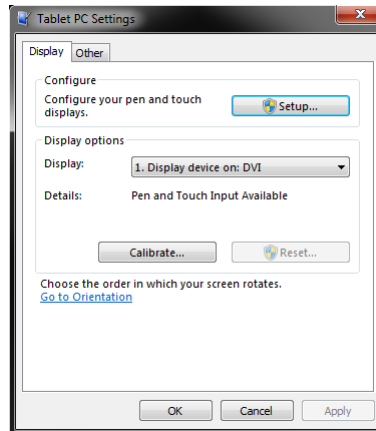 Tablet PC Settings
Display
Other
Configure
Configure your pen and touch
displays.
Setup...
Display options
Display:
1. Display device on: DVI
Details:
Pen and Touch Input Available
Calibrate...
Reset...
Choose the order in which your screen rotates.
Go to Orientation
OK
Cancel
Apply